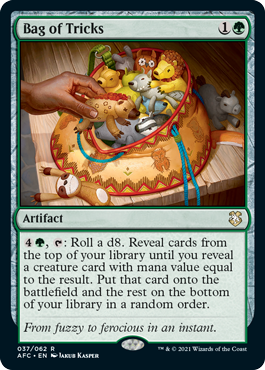 Bag of Tricks 1
Artifact
4, : Roll a d8. Reveal cards from
the top of your library until you reveal
a creature card with mana value equal
to the result. Put that card onto the
battlefield and the rest on the bottom
of your library in a random order.
From fuzzy to ferocious in an instant.
037/062 R
AFC • EN Jakub Kasper
™ & © 2021 Wizards of the Coast